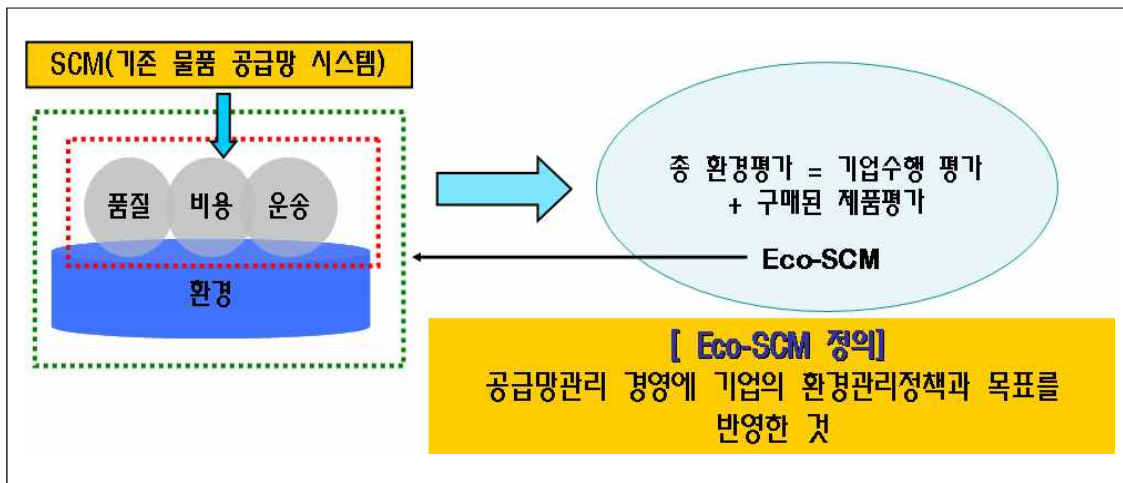 SCM(기존 물품 공급망 시스템)
품질 비용 운송
환경
총 환경평가 = 기업수행 평가
+ 구매된 제품평가
Eco-SCM
[ Eco-SCM 정의]
공급망관리 경영에 기업의 환경관리정책과 목표를
반영한 것